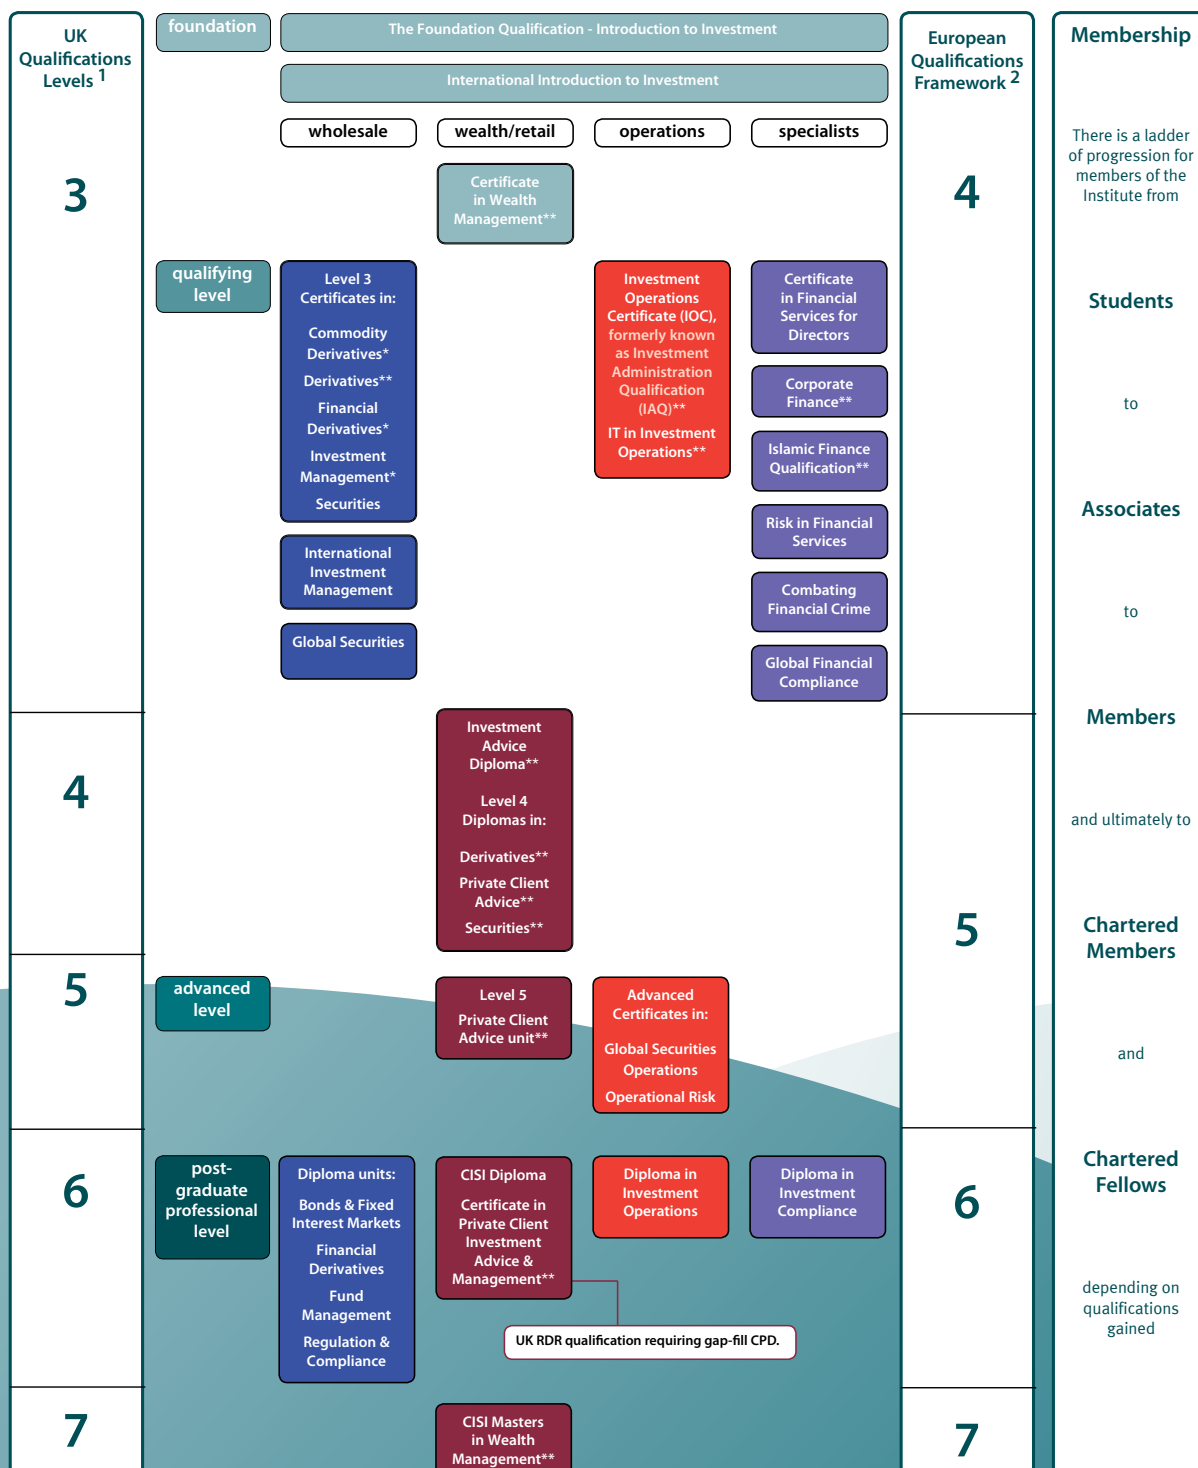 UK
Qualifications
Levels 1
3
4
5
6
7
foundation
The Foundation Qualification - Introduction to Investment
International Introduction to Investment
wholesale
wealth/retail
operations
specialists
Certificate
in Wealth
Management**
qualifying
level
Level 3
Certificates in:
Commodity
Derivatives*
Derivatives**
Financial
Derivatives*
Investment
Management*
Securities
International
Investment
Management
Global Securities
Investment
Operations
Certificate (IOC),
formerly known
as Investment
Administration
Qualification
(IAQ)**
IT in Investment
Operations**
Certificate
in Financial
Services for
Directors
Corporate
Finance**
Islamic Finance
Qualification**
Risk in Financial
Services
Combating
Financial Crime
Global Financial
Compliance
Investment
Advice
Diploma**
Level 4
Diplomas in:
Derivatives**
Private Client
Advice**
Securities**
advanced
level
Level 5
Private Client
Advice unit**
Advanced
Certificates in:
Global Securities
Operations
Operational Risk
post-
graduate
professional
level
Diploma units:
Bonds & Fixed
Interest Markets
Financial
Derivatives
Fund
Management
Regulation &
Compliance
CISI Diploma
Certificate in
Private Client
Investment
Advice &
Management**
Diploma in
Investment
Operations
Diploma in
Investment
Compliance
UK RDR qualification requiring gap-fill CPD.
CISI Masters
in Wealth
Management**
European
Qualifications
Framework 2
4
5
6
7
Membership
There is a ladder
of progression for
members of the
Institute from
Students
to
Associates
to
Members
and ultimately to
Chartered
Members
and
Chartered
Fellows
depending on
qualifications
gained